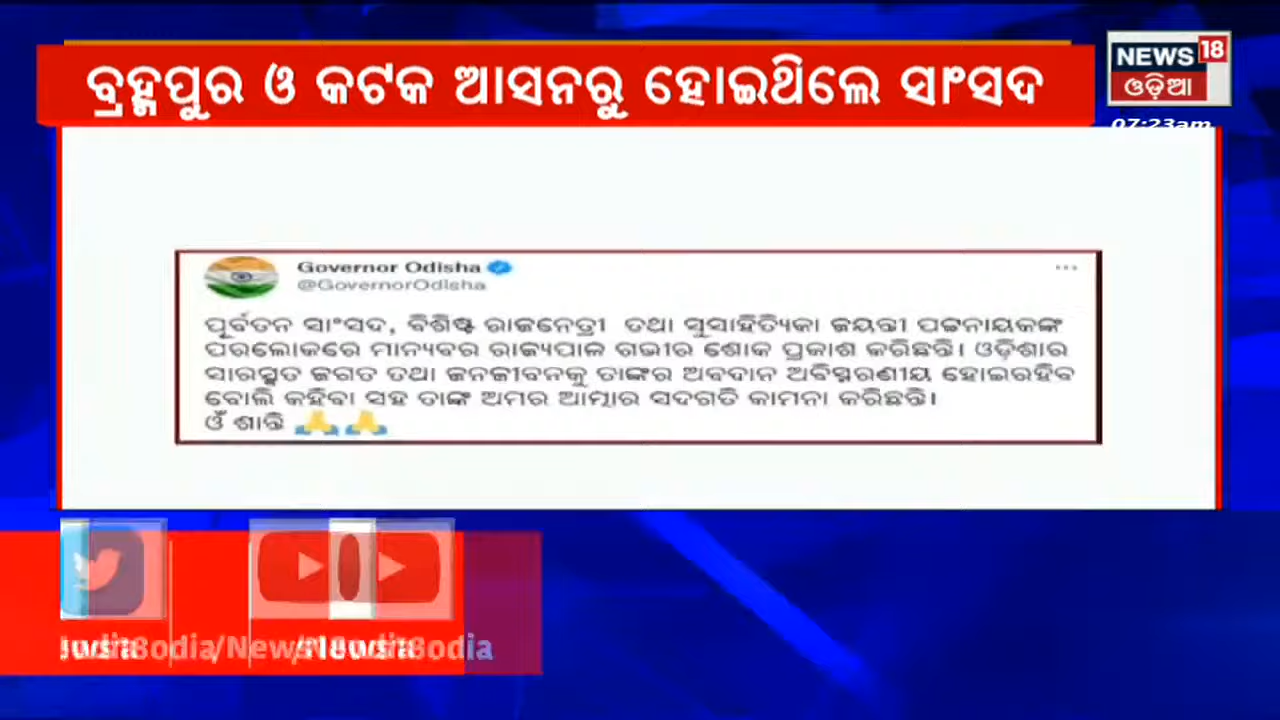 ବ୍ରହ୍ମପୁର ଓ କଟକ ଆସନରୁ ହୋଇଥିଲେ ସାଂସଦ
NEWS 18
ଓଡ଼ିଆ
07:23am
Governor Odisha
@GovernorOdisha
ପୂର୍ବତନ ସାଂସଦ, ବିଶିଷ୍ଟ ରାଜନେତ୍ରୀ ତଥା ସୁସାହିତ୍ୟିକା ଜୟନ୍ତୀ ପଟ୍ଟନାୟକଙ୍କ
ପରଲୋକରେ ମାନ୍ୟବର ରାଜ୍ୟପାଳ ଗଭୀର ଶୋକ ପ୍ରକାଶ କରିଛନ୍ତି। ଓଡ଼ିଶାର
ସାରସ୍ବତ ଜଗତ ତଥା ଜନଜୀବନକୁ ତାଙ୍କର ଅବଦାନ ଅବିସ୍ମରଣୀୟ ହୋଇରହିବ
ବୋଲି କହିବା ସହ ତାଙ୍କ ଅମର ଆତ୍ମାର ସଦଗତି କାମନା କରିଛନ୍ତି।
ଓଁ ଶାନ୍ତି 🙏🙏